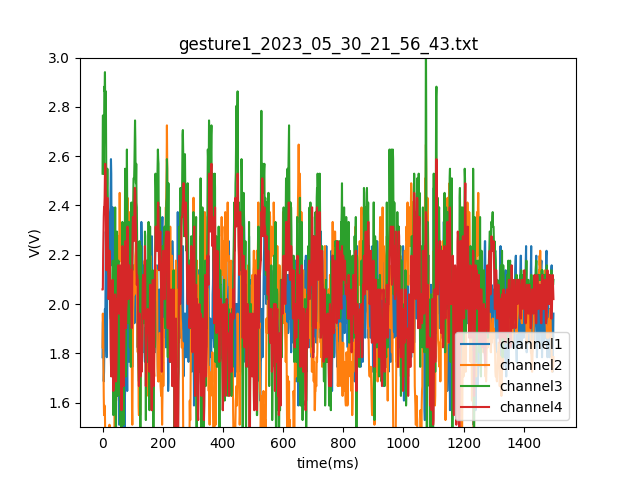 gesture1_2023_05_30_21_56_43.txt
3.0
2.8
2.6
2.4
2.2
2.0
1.8
1.6
V(V)
channel1
channel2
channel3
channel4
0 200 400 600 800 1000 1200 1400
time(ms)